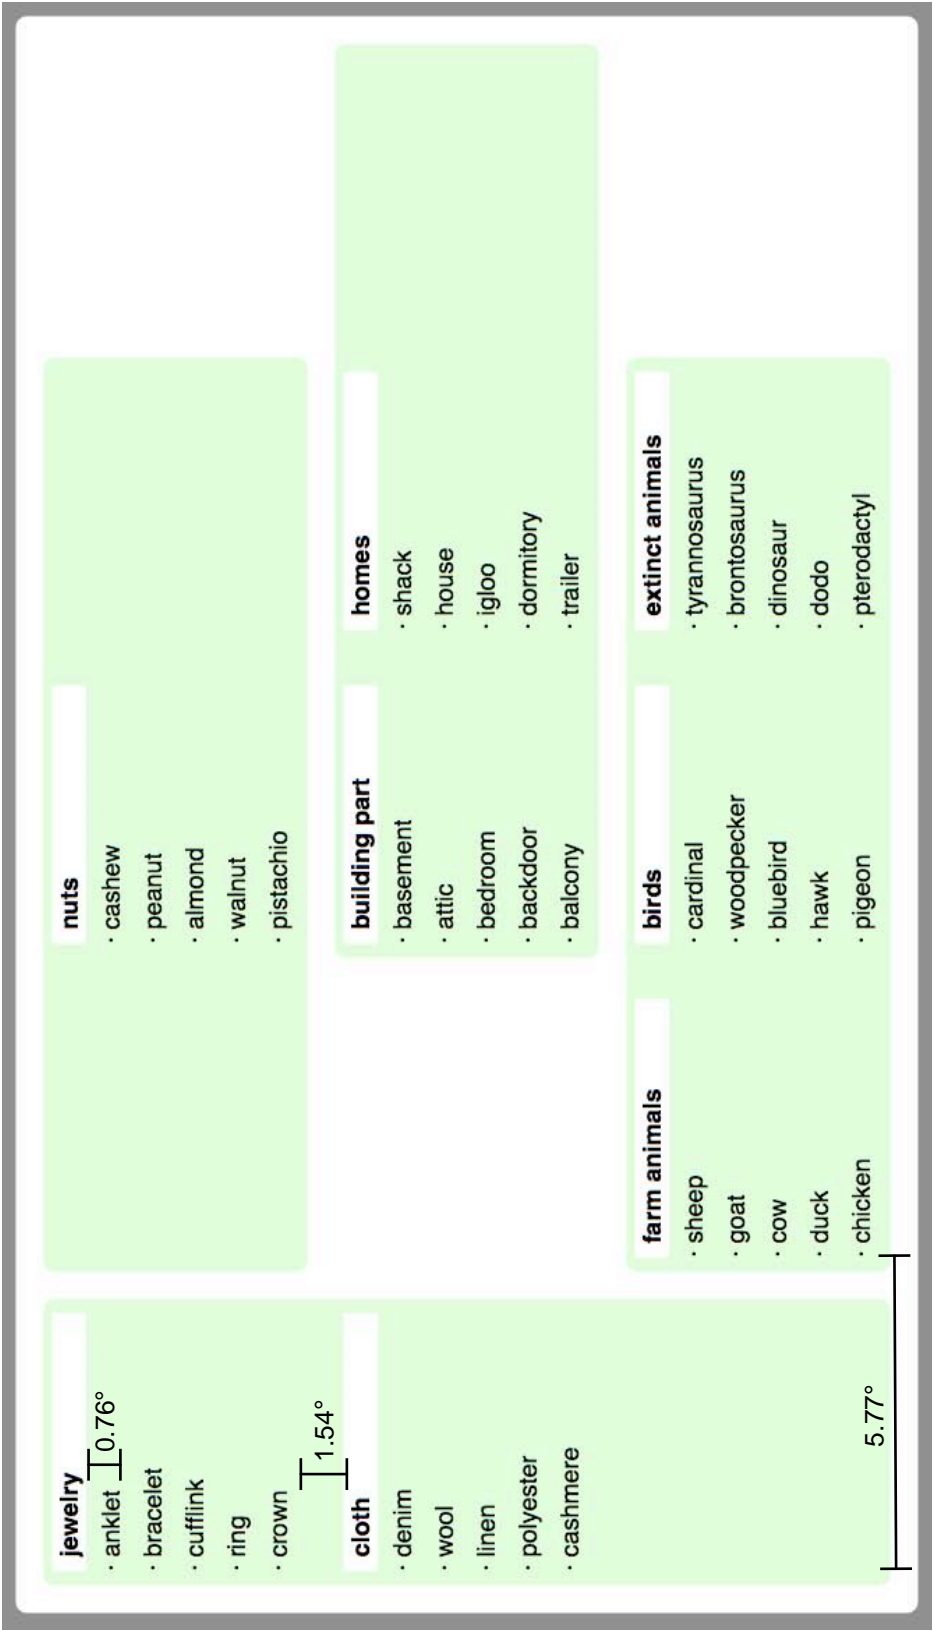 jewelry
· anklet
· bracelet
· cufflink
· ring
· crown
0.76°
1.54°
nuts
· cashew
· peanut
· almond
· walnut
· pistachio
cloth
· denim
· wool
· linen
· polyester
· cashmere
building part
· basement
· attic
· bedroom
· backdoor
· balcony
homes
· shack
· house
· igloo
· dormitory
· trailer
farm animals
· sheep
· goat
· cow
· duck
· chicken
birds
· cardinal
· woodpecker
· bluebird
· hawk
· pigeon
extinct animals
· tyrannosaurus
· brontosaurus
· dinosaur
· dodo
· pterodactyl
5.77°